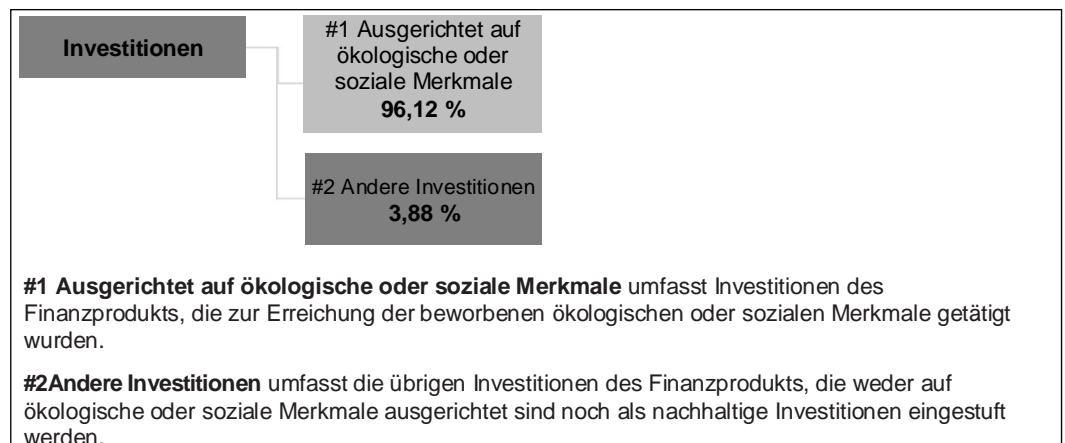 Investitionen
#1 Ausgerichtet auf
ökologische oder
soziale Merkmale
96,12 %
#2 Andere Investitionen
3,88 %
#1 Ausgerichtet auf ökologische oder soziale Merkmale umfasst Investitionen des
Finanzprodukts, die zur Erreichung der beworbenen ökologischen oder sozialen Merkmale getätigt
wurden.
#2Andere Investitionen umfasst die übrigen Investitionen des Finanzprodukts, die weder auf
ökologische oder soziale Merkmale ausgerichtet sind noch als nachhaltige Investitionen eingestuft
werden.